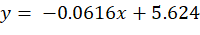 y = −0.0616x + 5.624